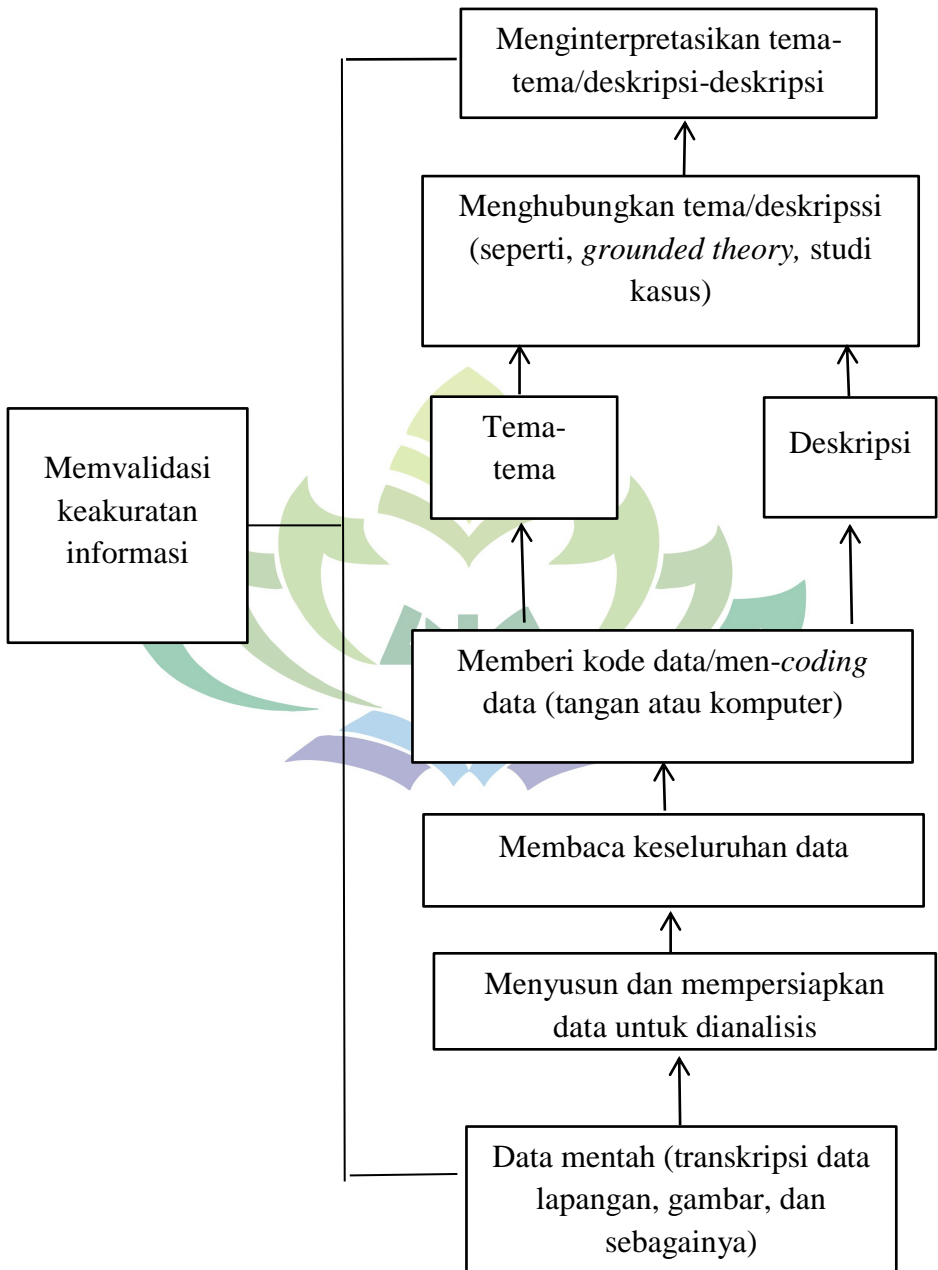 Menginterpretasikan tema-
tema/deskripsi-deskripsi
Menghubungkan tema/deskripssi
(seperti, grounded theory, studi
kasus)
Tema-
tema
Deskripsi
Memvalidasi
keakuratan
informasi
Memberi kode data/men-coding
data (tangan atau komputer)
Membaca keseluruhan data
Menyusun dan mempersiapkan
data untuk dianalisis
Data mentah (transkripsi data
lapangan, gambar, dan
sebagainya)